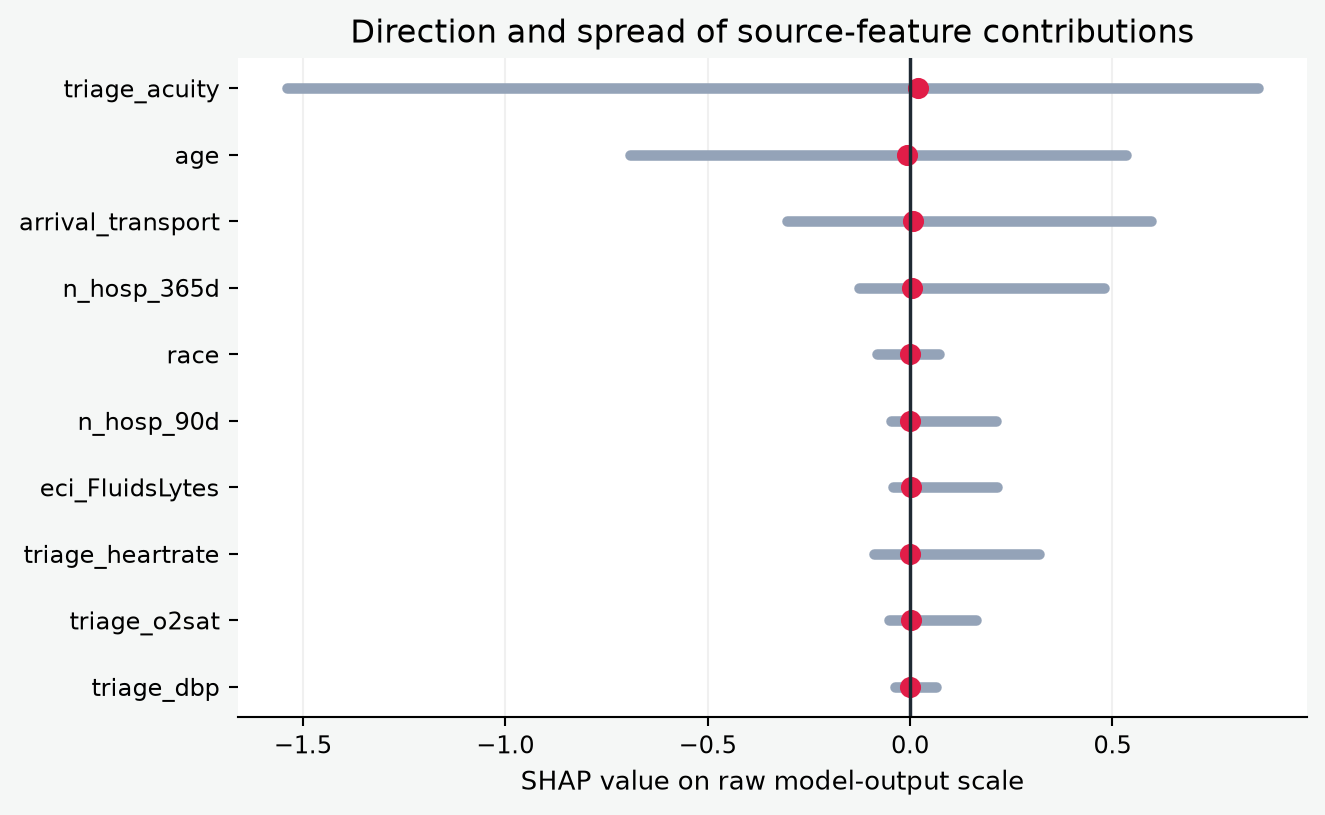 Direction and spread of source-feature contributions
triage_acuity
age
arrival_transport
n_hosp_365d
race
n_hosp_90d
eci_FluidsLytes
triage_heartrate
triage_o2sat
triage_dbp
−1.5 −1.0 −0.5 0.0 0.5
SHAP value on raw model-output scale